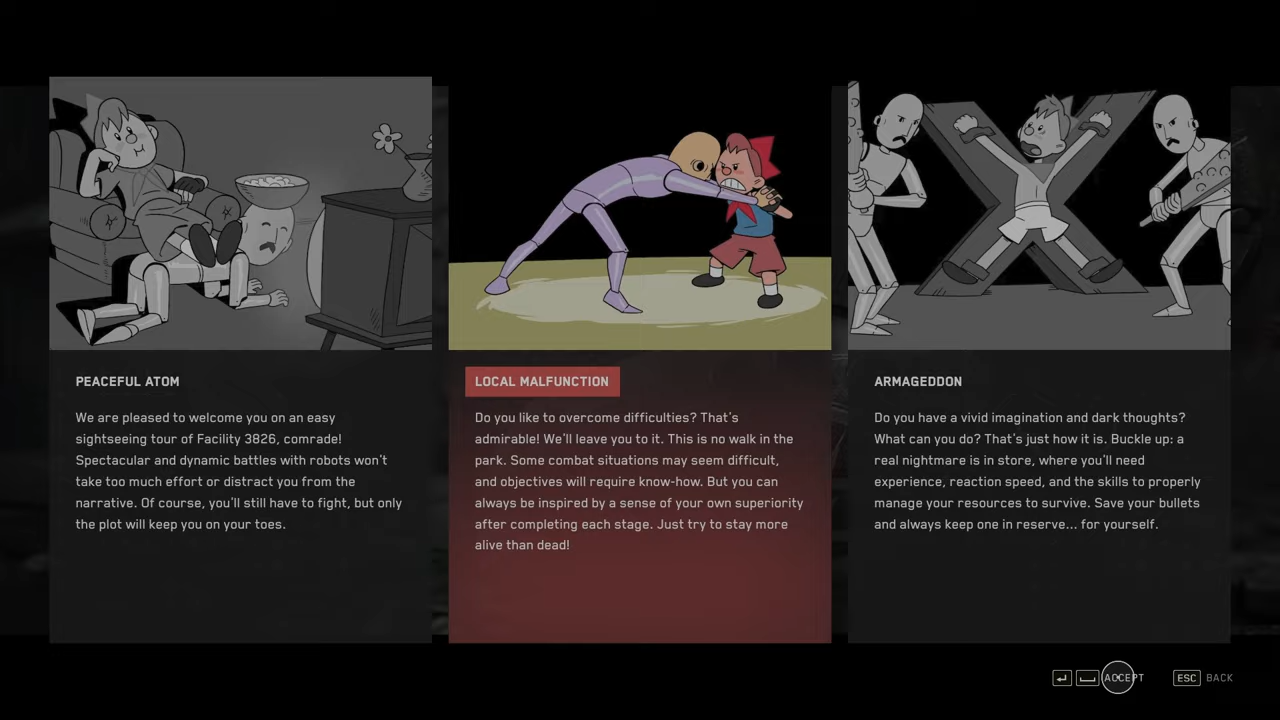 PEACEFUL ATOM
We are pleased to welcome you on an easy
sightseeing tour of Facility 3826, comrade!
Spectacular and dynamic battles with robots won't
take too much effort or distract you from the
narrative. Of course, you'll still have to fight, but only
the plot will keep you on your toes.
LOCAL MALFUNCTION
Do you like to overcome difficulties? That's
admirable! We'll leave you to it. This is no walk in the
park. Some combat situations may seem difficult,
and objectives will require know-how. But you can
always be inspired by a sense of your own superiority
after completing each stage. Just try to stay more
alive than dead!
ARMAGEDDON
Do you have a vivid imagination and dark thoughts?
What can you do? That's just how it is. Buckle up: a
real nightmare is in store, where you'll need
experience, reaction speed, and the skills to properly
manage your resources to survive. Save your bullets
and always keep one in reserve... for yourself.
ACCEPT
ESC BACK